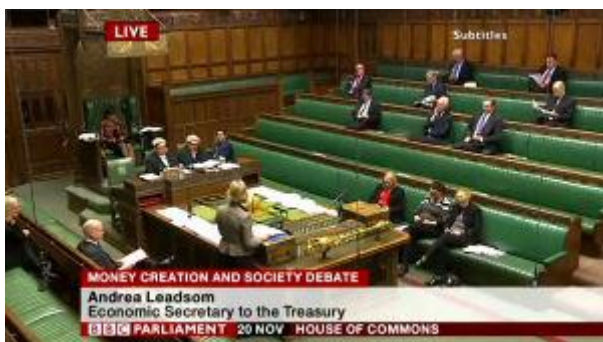 LIVE
Subtitles
MONEY CREATION AND SOCIETY DEBATE
Andrea Leadsom
Economic Secretary to the Treasury
BBC PARLIAMENT 20 NOV HOUSE OF COMMONS